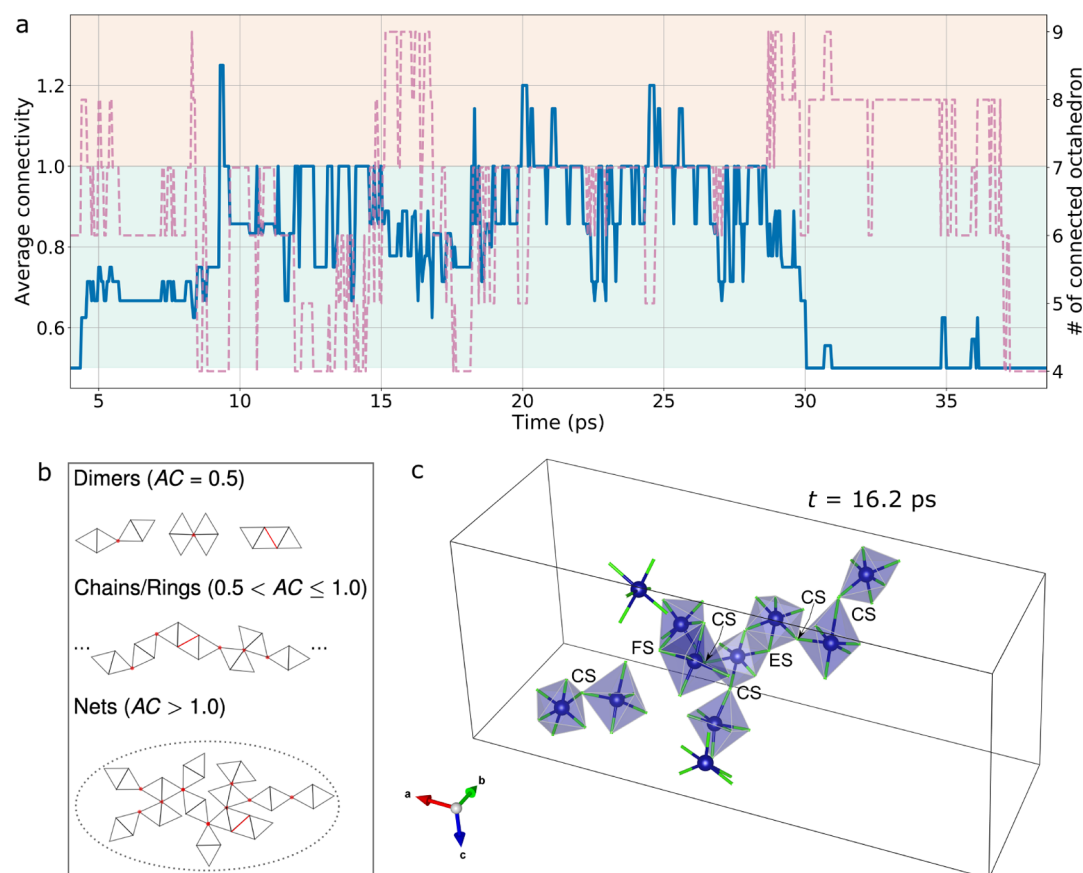 a
Average connectivity
1.2
1.0
0.8
0.6
9
8
7
6
5
4
# of connected octahedron
5 10 15 20 25 30 35
Time (ps)
b
Dimers (AC = 0.5)
Chains/Rings (0.5 < AC ≤ 1.0)
... ...
Nets (AC > 1.0)
c
t = 16.2 ps
CS
CS
CS
FS
ES
CS
CS
a
b
c